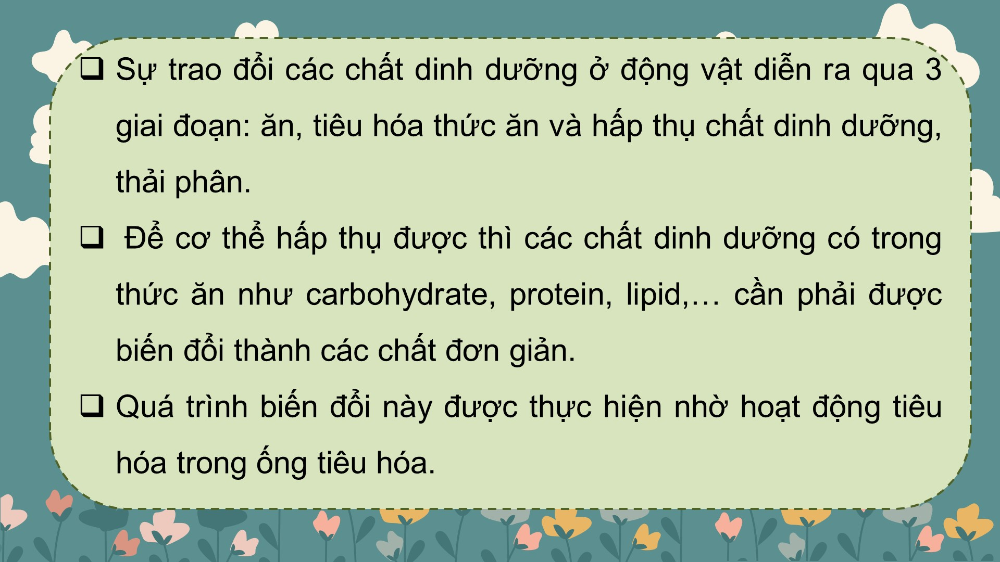 ❑ Sự trao đổi các chất dinh dưỡng ở động vật diễn ra qua 3
giai đoạn: ăn, tiêu hóa thức ăn và hấp thụ chất dinh dưỡng,
thải phân.
❑ Để cơ thể hấp thụ được thì các chất dinh dưỡng có trong
thức ăn như carbohydrate, protein, lipid,… cần phải được
biến đổi thành các chất đơn giản.
❑ Quá trình biến đổi này được thực hiện nhờ hoạt động tiêu
hóa trong ống tiêu hóa.